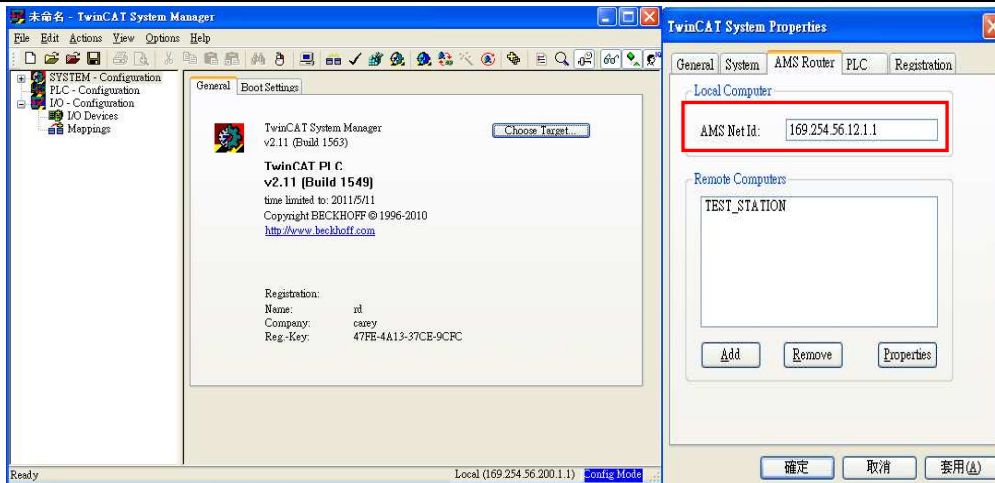 未命名 - TwinCAT System Manager
File Edit Actions View Options Help
SYSTEM - Configuration
PLC - Configuration
I/O - Configuration
I/O Devices
Mappings
General Boot Settings
TwinCAT System Manager
v2.11 (Build 1563)
Choose Target...
TwinCAT PLC
v2.11 (Build 1549)
time limited to: 2011/5/11
Copyright BECKHOFF © 1996-2010
http://www.beckhoff.com
Registration:
Name: rd
Company: carey
Reg.-Key: 47FE-4A13-37CE-9CFC
Ready
Local (169.254.56.200.1.1) Config Mode
TwinCAT System Properties
General System AMS Router PLC Registration
Local Computer
AMS Net Id: 169.254.56.12.1.1
Remote Computers
TEST_STATION
Add Remove Properties
確定 取消 套用(A)